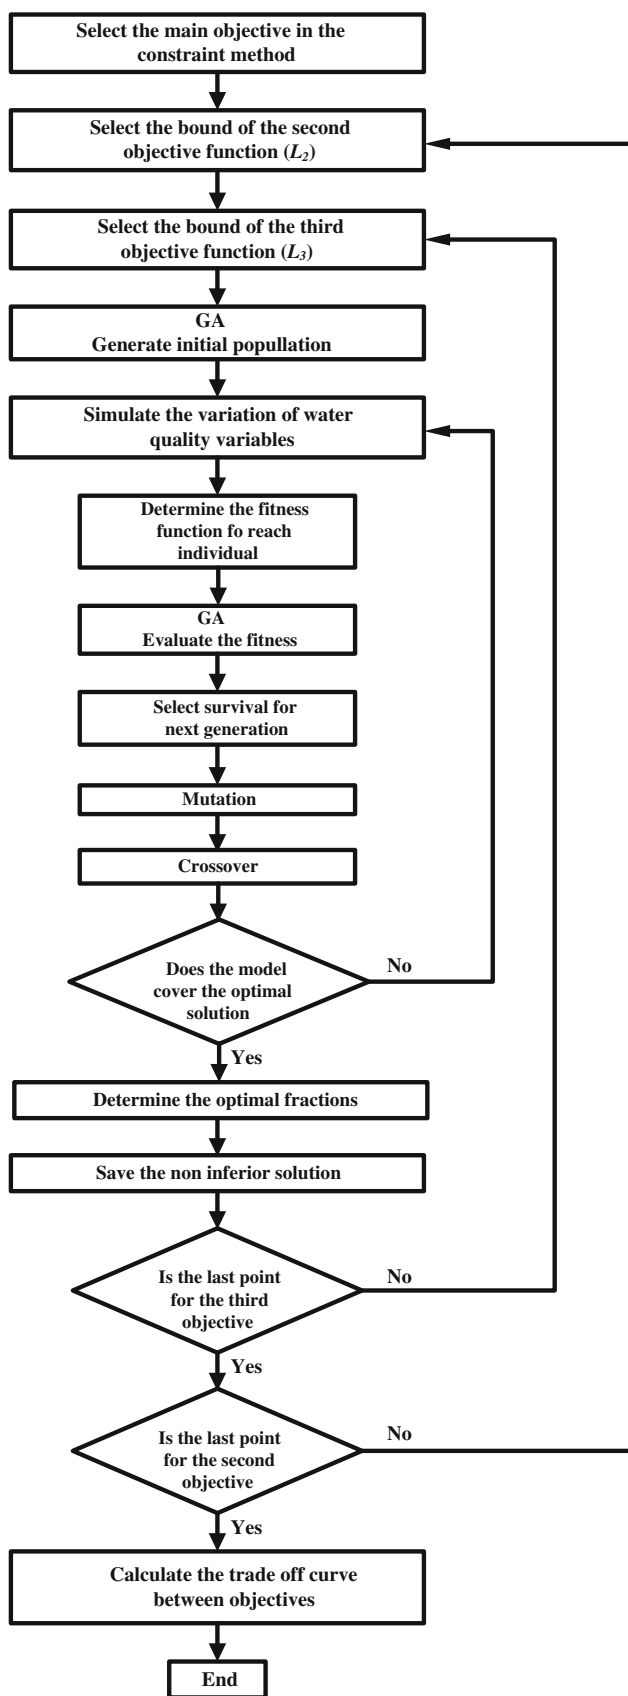 Select the main objective in the
constraint method
Select the bound of the second
objective function (L2)
Select the bound of the third
objective function (L3)
GA
Generate initial popullation
Simulate the variation of water
quality variables
Determine the fitness
function fo reach
individual
GA
Evaluate the fitness
Select survival for
next generation
Mutation
Crossover
Does the model
cover the optimal
solution
No
Yes
Determine the optimal fractions
Save the non inferior solution
Is the last point
for the third
objective
No
Yes
Is the last point
for the second
objective
No
Yes
Calculate the trade off curve
between objectives
End